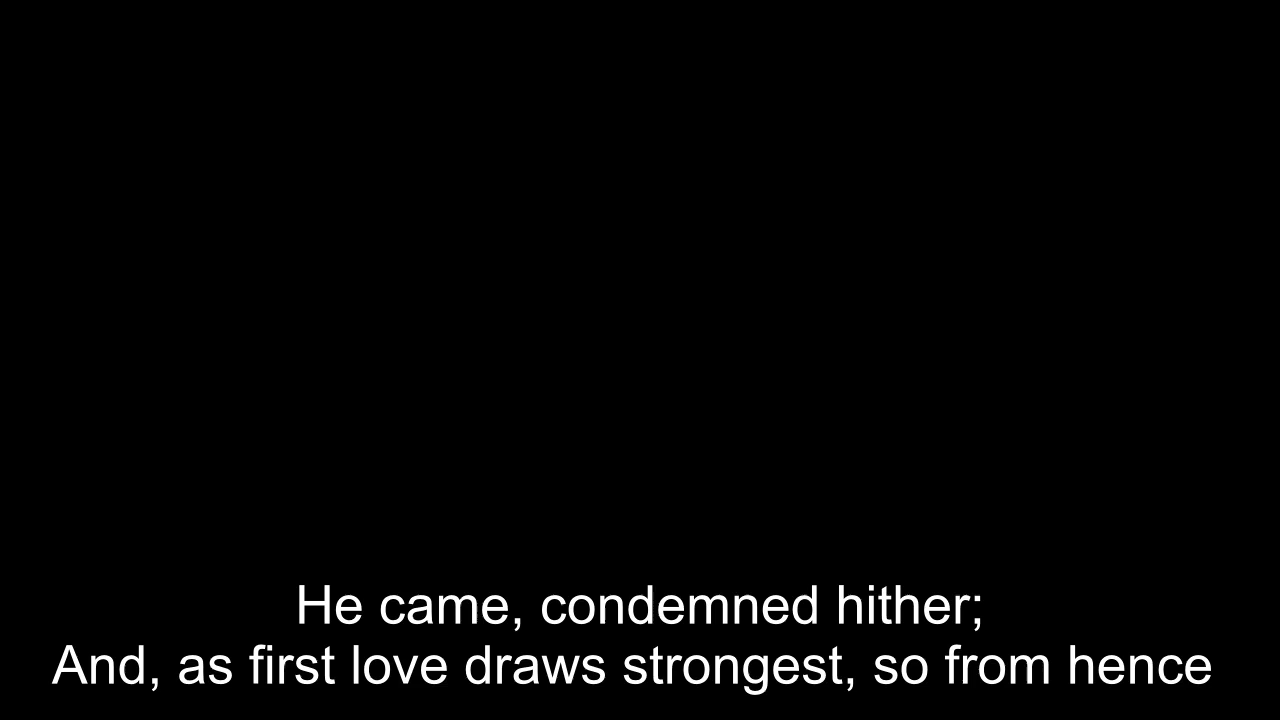 He came, condemned hither;
And, as first love draws strongest, so from hence